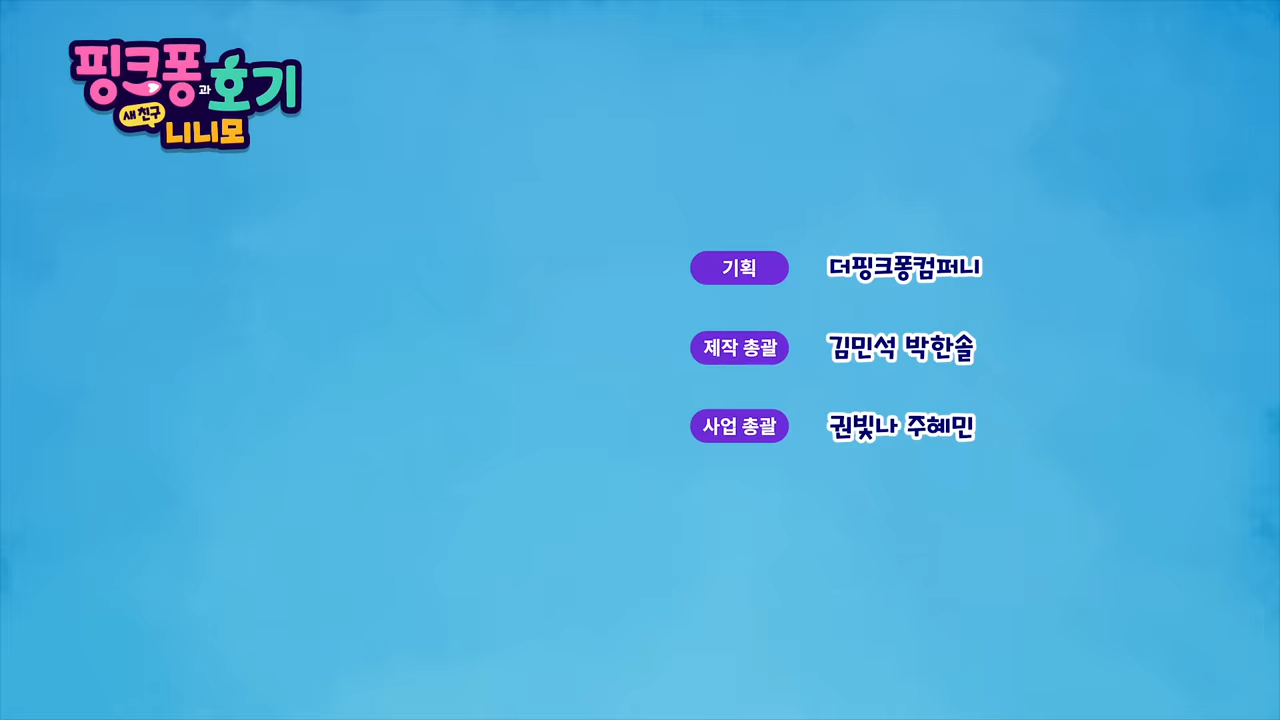 핑크퐁과 호기
새 친구
니니모
기획 더핑크퐁컴퍼니
제작 총괄 김민석 박한솔
사업 총괄 권빛나 주혜민